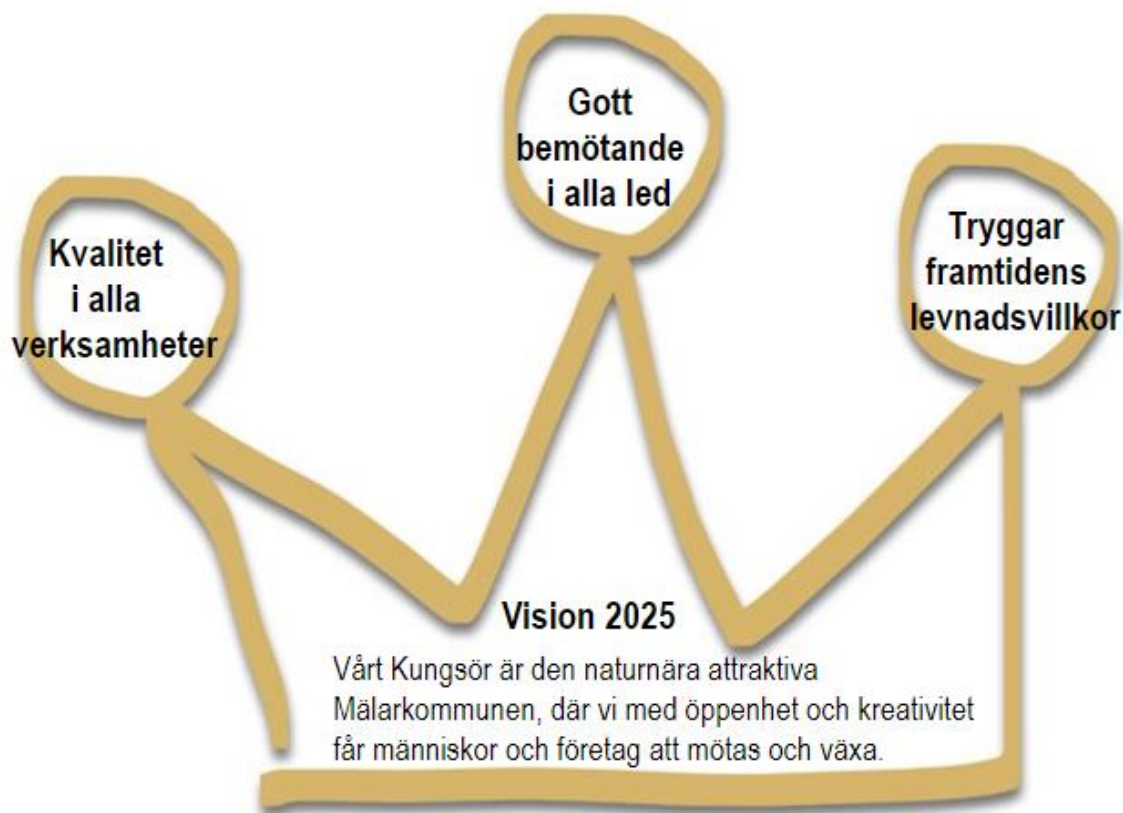 Kvalitet
i alla
verksamheter
Gott
bemötande
i alla led
Tryggar
framtidens
levnadsvillkor
Vision 2025
Vårt Kungsör är den naturnära attraktiva
Mälarkommunen, där vi med öppenhet och kreativitet
får människor och företag att mötas och växa.